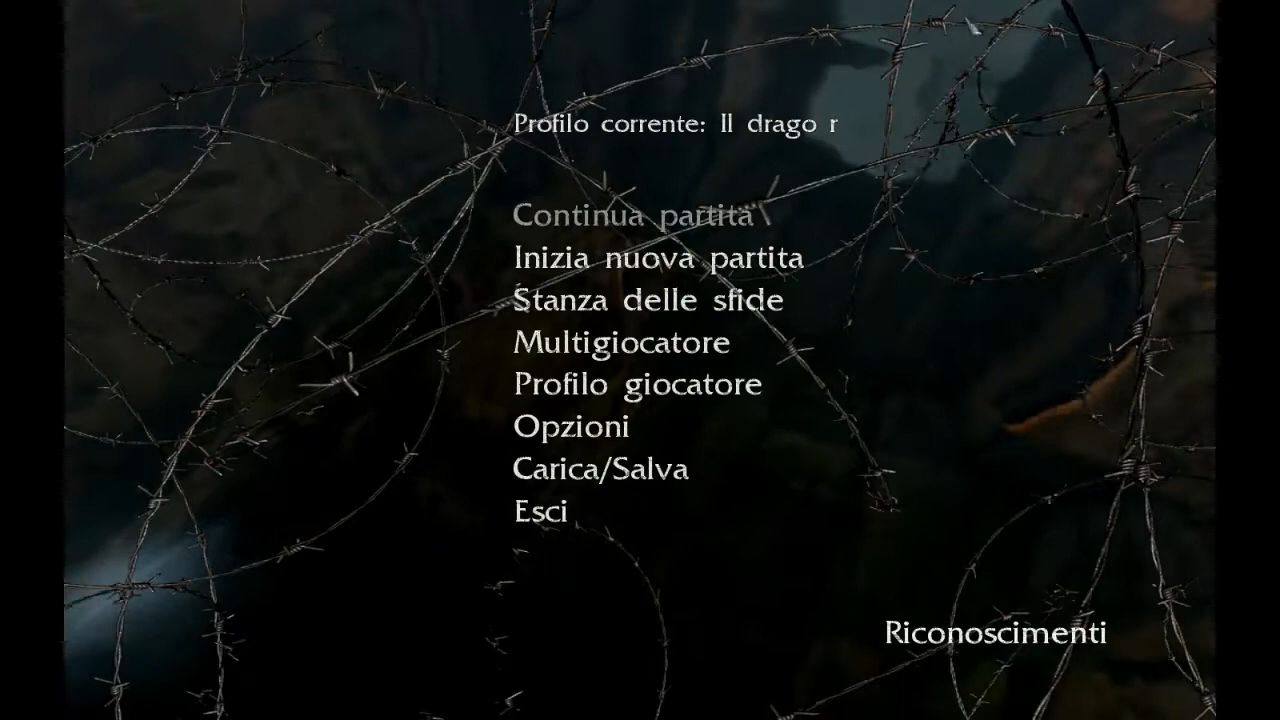 Profilo corrente: Il drago r
Continua partita
Inizia nuova partita
Stanza delle sfide
Multigiocatore
Profilo giocatore
Opzioni
Carica/Salva
Esci
Riconoscimenti